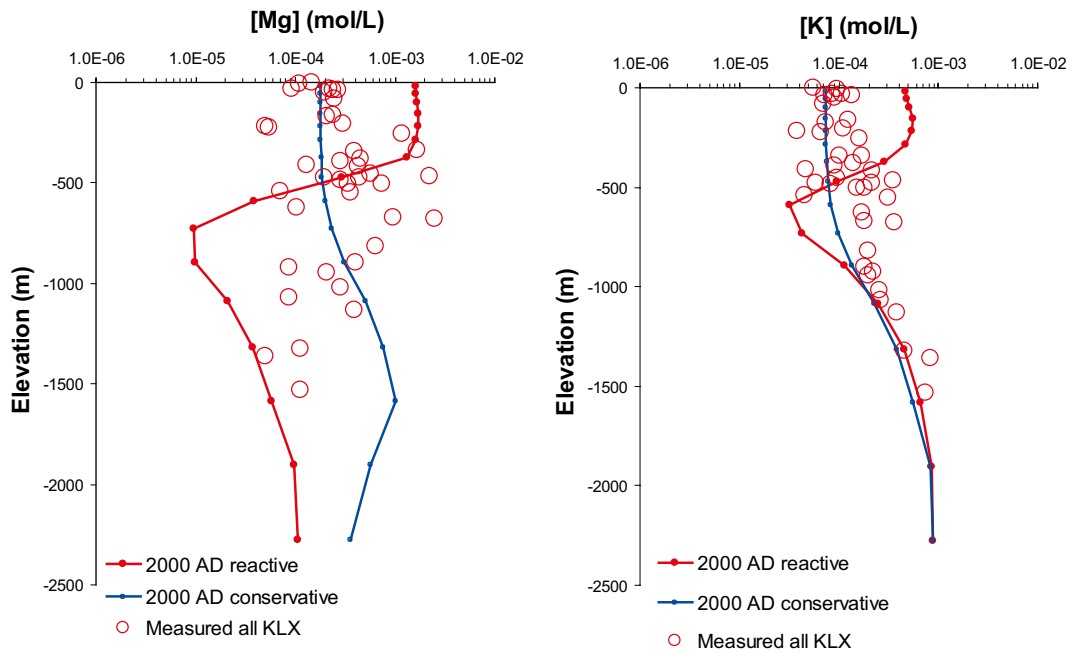 [Mg] (mol/L)
1.0E-06 1.0E-05 1.0E-04 1.0E-03 1.0E-02
0
-500
-1000
-1500
-2000
-2500
Elevation (m)
2000 AD reactive
2000 AD conservative
Measured all KLX
[K] (mol/L)
1.0E-06 1.0E-05 1.0E-04 1.0E-03 1.0E-02
0
-500
-1000
-1500
-2000
-2500
Elevation (m)
2000 AD reactive
2000 AD conservative
Measured all KLX